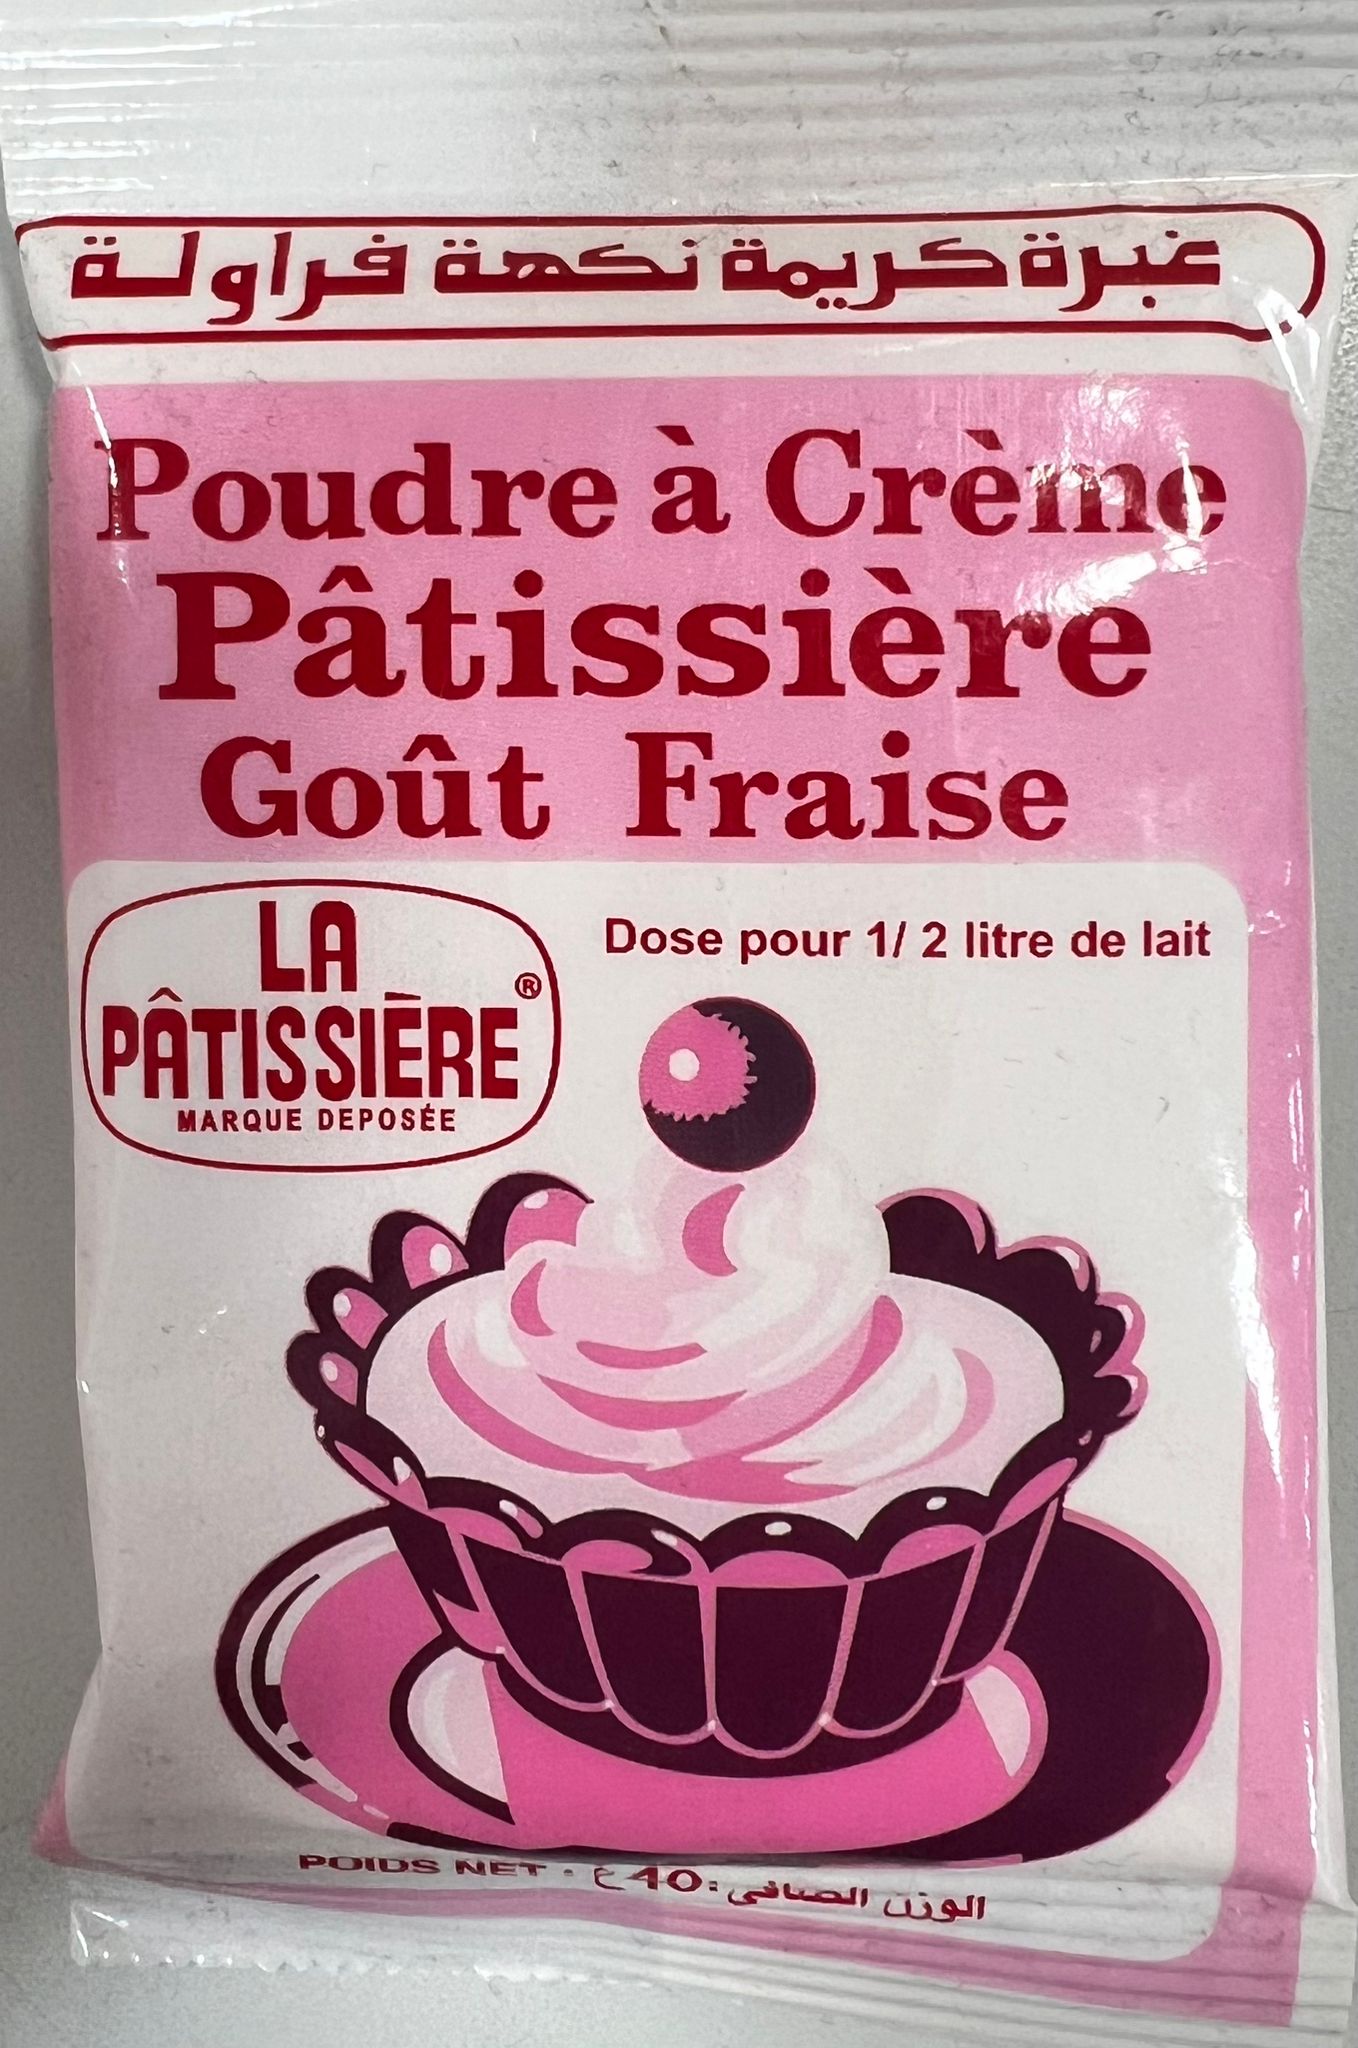 غبرة كريمة نكهة فراولة
Poudre à Crème
Pâtissière
Goût Fraise
LA
PÂTISSIÈRE ®
MARQUE DEPOSÉE
Dose pour 1/ 2 litre de lait
POIDS NET : الوزن الصافي : 40 غ